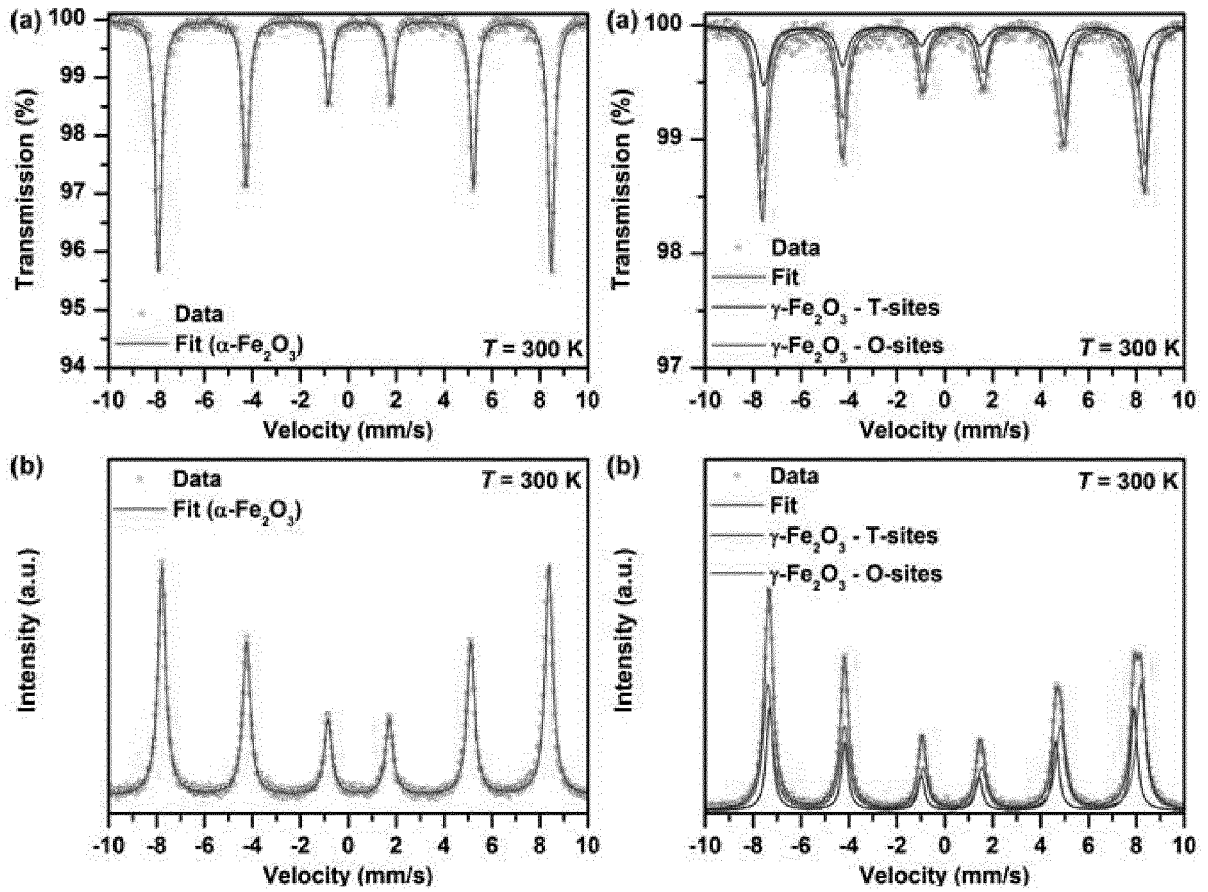 (a)
100
99
98
97
96
95
94
Transmission (%)
Data
Fit (α-Fe₂O₃)
T = 300 K
-10 -8 -6 -4 -2 0 2 4 6 8 10
Velocity (mm/s)
(a)
100
99
98
97
Transmission (%)
Data
Fit
γ-Fe₂O₃ - T-sites
γ-Fe₂O₃ - O-sites
T = 300 K
-10 -8 -6 -4 -2 0 2 4 6 8 10
Velocity (mm/s)
(b)
Data
Fit (α-Fe₂O₃)
T = 300 K
Intensity (a.u.)
-10 -8 -6 -4 -2 0 2 4 6 8 10
Velocity (mm/s)
(b)
Data
Fit
γ-Fe₂O₃ - T-sites
γ-Fe₂O₃ - O-sites
T = 300 K
Intensity (a.u.)
-10 -8 -6 -4 -2 0 2 4 6 8 10
Velocity (mm/s)